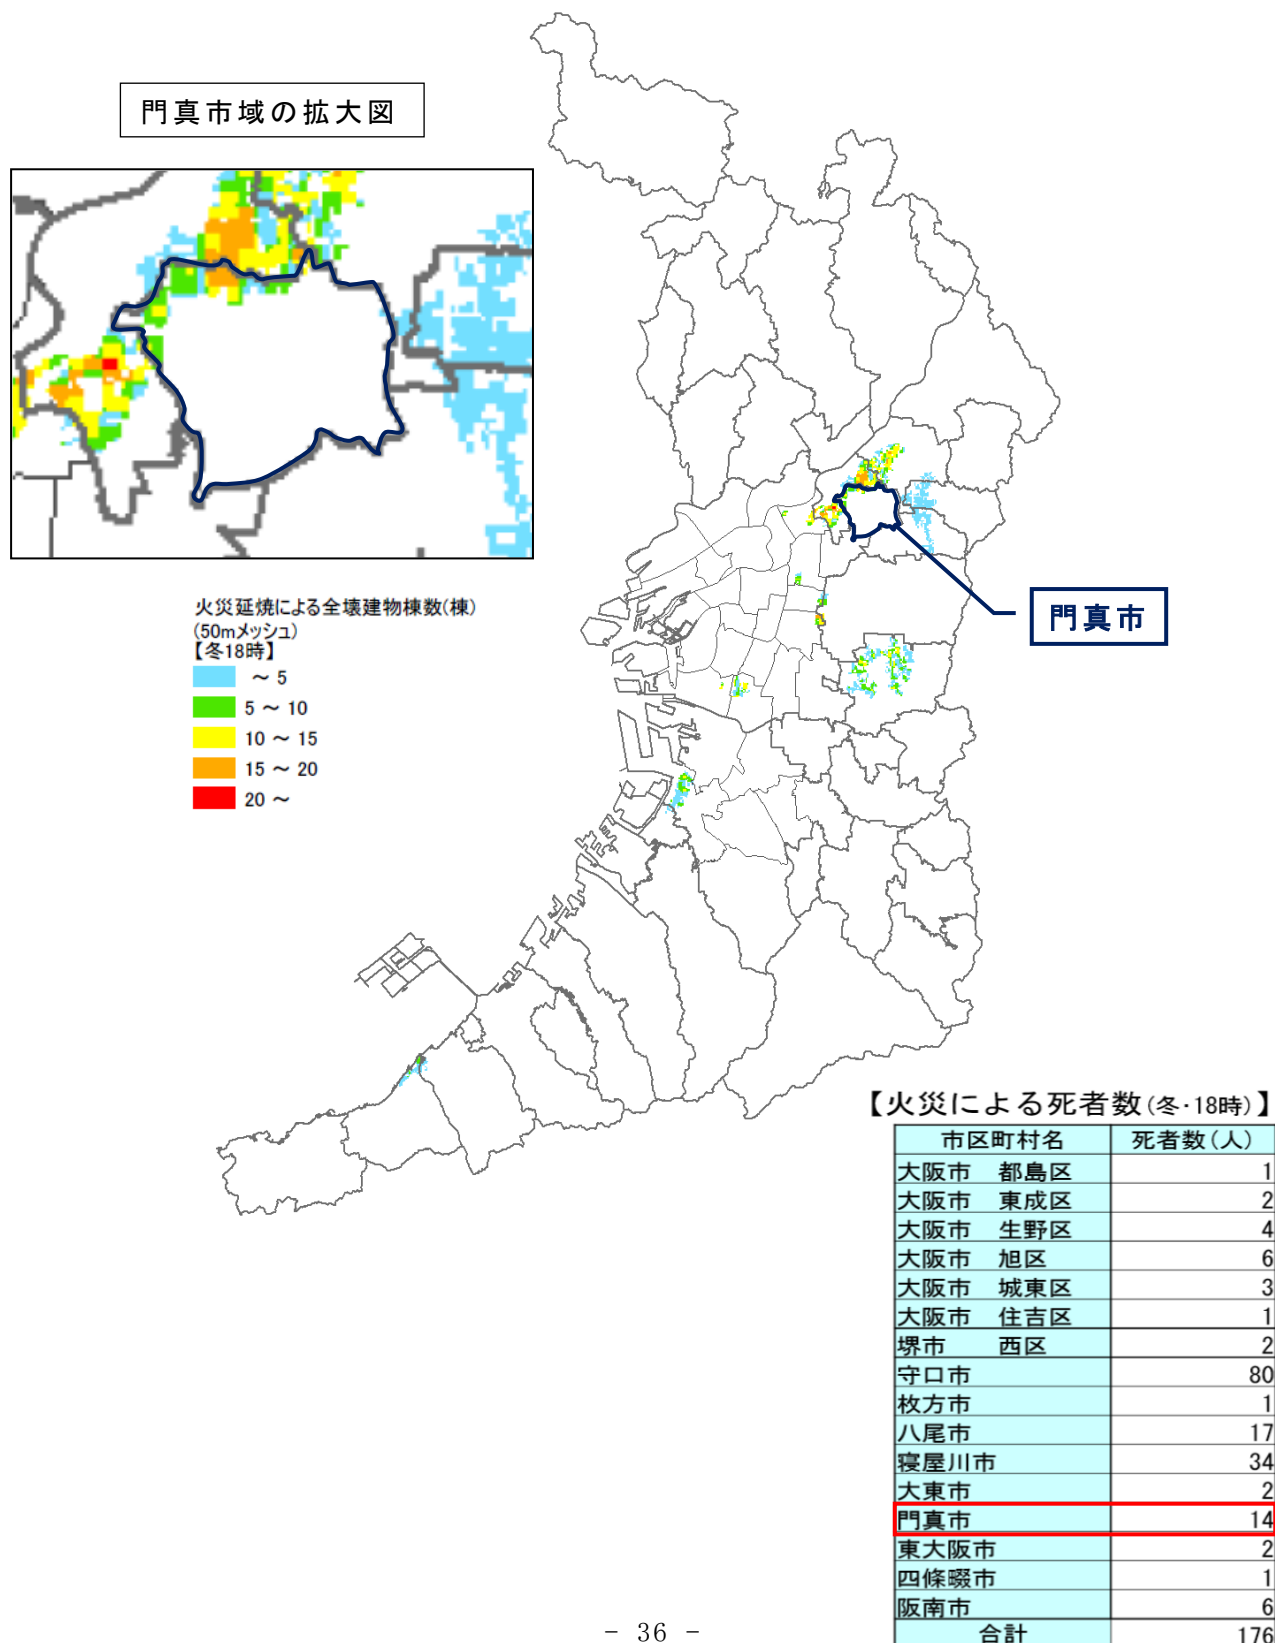 門真市域の拡大図
火災延焼による全壊建物棟数(棟)
(50mメッシュ)
【冬18時】
～ 5
5 ～ 10
10 ～ 15
15 ～ 20
20 ～
門真市
【火災による死者数(冬・18時)】
市区町村名 死者数(人)
大阪市 都島区 1
大阪市 東成区 2
大阪市 生野区 4
大阪市 旭区 6
大阪市 城東区 3
大阪市 住吉区 1
堺市 西区 2
守口市 80
枚方市 1
八尾市 17
寝屋川市 34
大東市 2
門真市 14
東大阪市 2
四條畷市 1
阪南市 6
合計 176
- 36 -